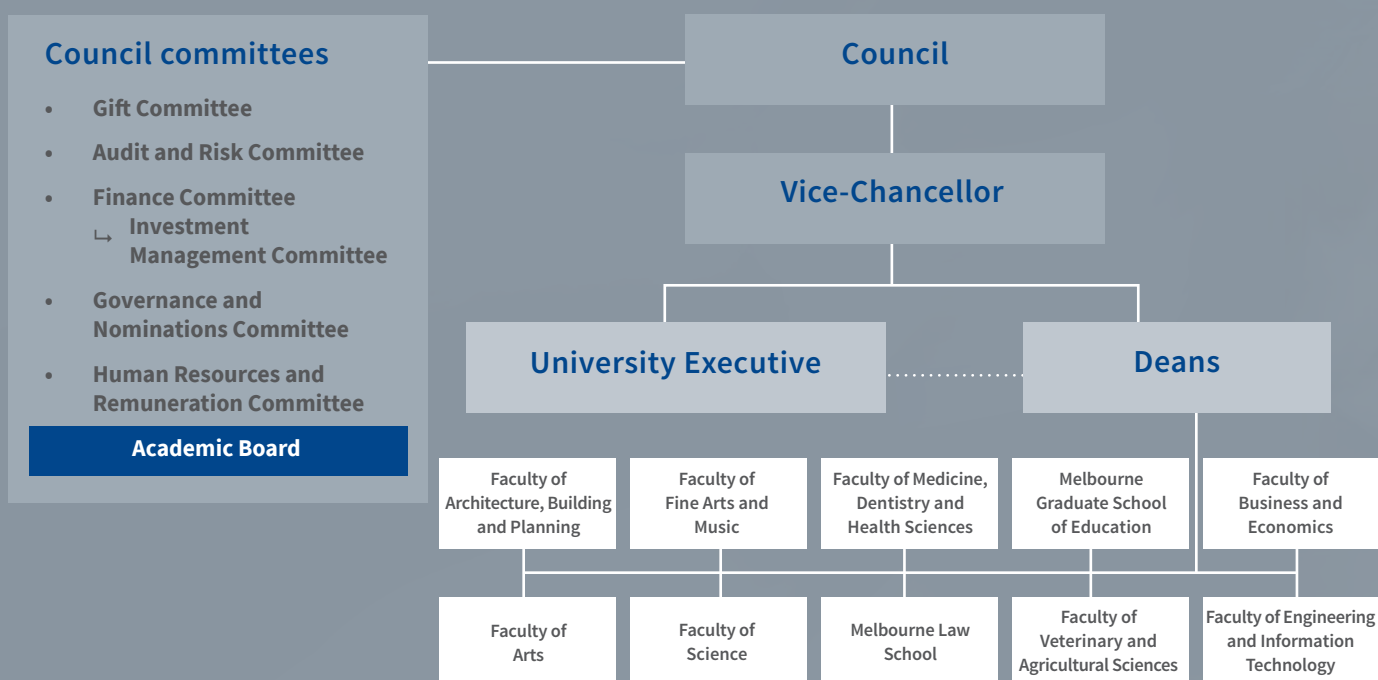 Council committees
• Gift Committee
• Audit and Risk Committee
• Finance Committee
↳ Investment
Management Committee
• Governance and
Nominations Committee
• Human Resources and
Remuneration Committee
Academic Board
Council
Vice-Chancellor
University Executive
Deans
Faculty of
Architecture, Building
and Planning
Faculty of
Fine Arts and
Music
Faculty of Medicine,
Dentistry and
Health Sciences
Melbourne
Graduate School
of Education
Faculty of
Business and
Economics
Faculty of
Arts
Faculty of
Science
Melbourne Law
School
Faculty of
Veterinary and
Agricultural Sciences
Faculty of Engineering
and Information
Technology